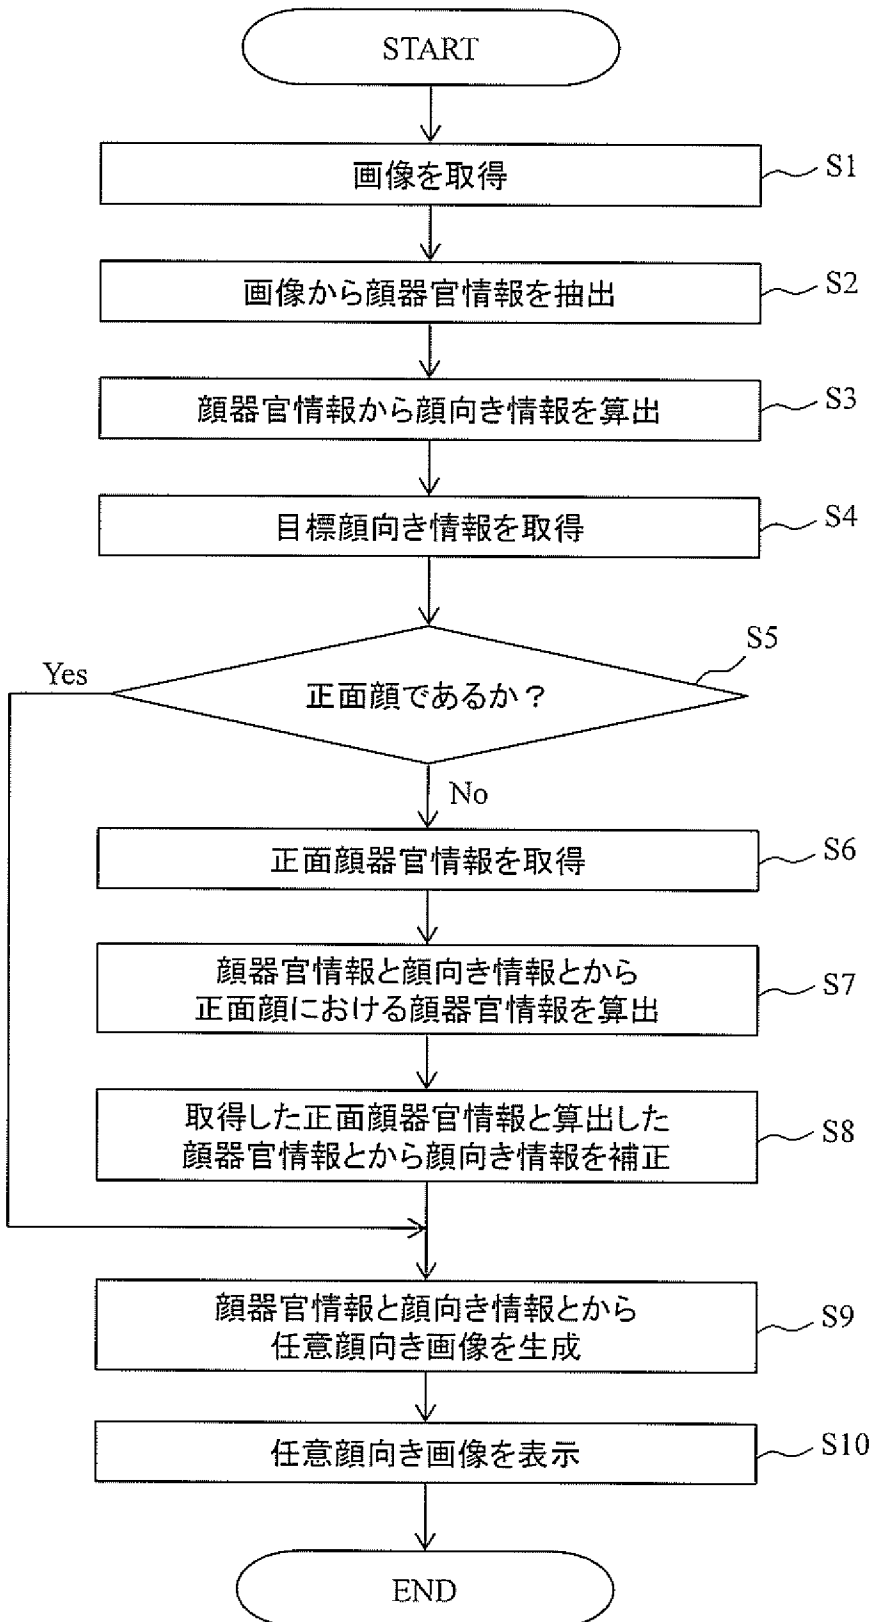 START
画像を取得
S1
画像から顔器官情報を抽出
S2
顔器官情報から顔向き情報を算出
S3
目標顔向き情報を取得
S4
正面顔であるか？
S5
Yes
No
正面顔器官情報を取得
S6
顔器官情報と顔向き情報とから
正面顔における顔器官情報を算出
S7
取得した正面顔器官情報と算出した
顔器官情報とから顔向き情報を補正
S8
顔器官情報と顔向き情報とから
任意顔向き画像を生成
S9
任意顔向き画像を表示
S10
END